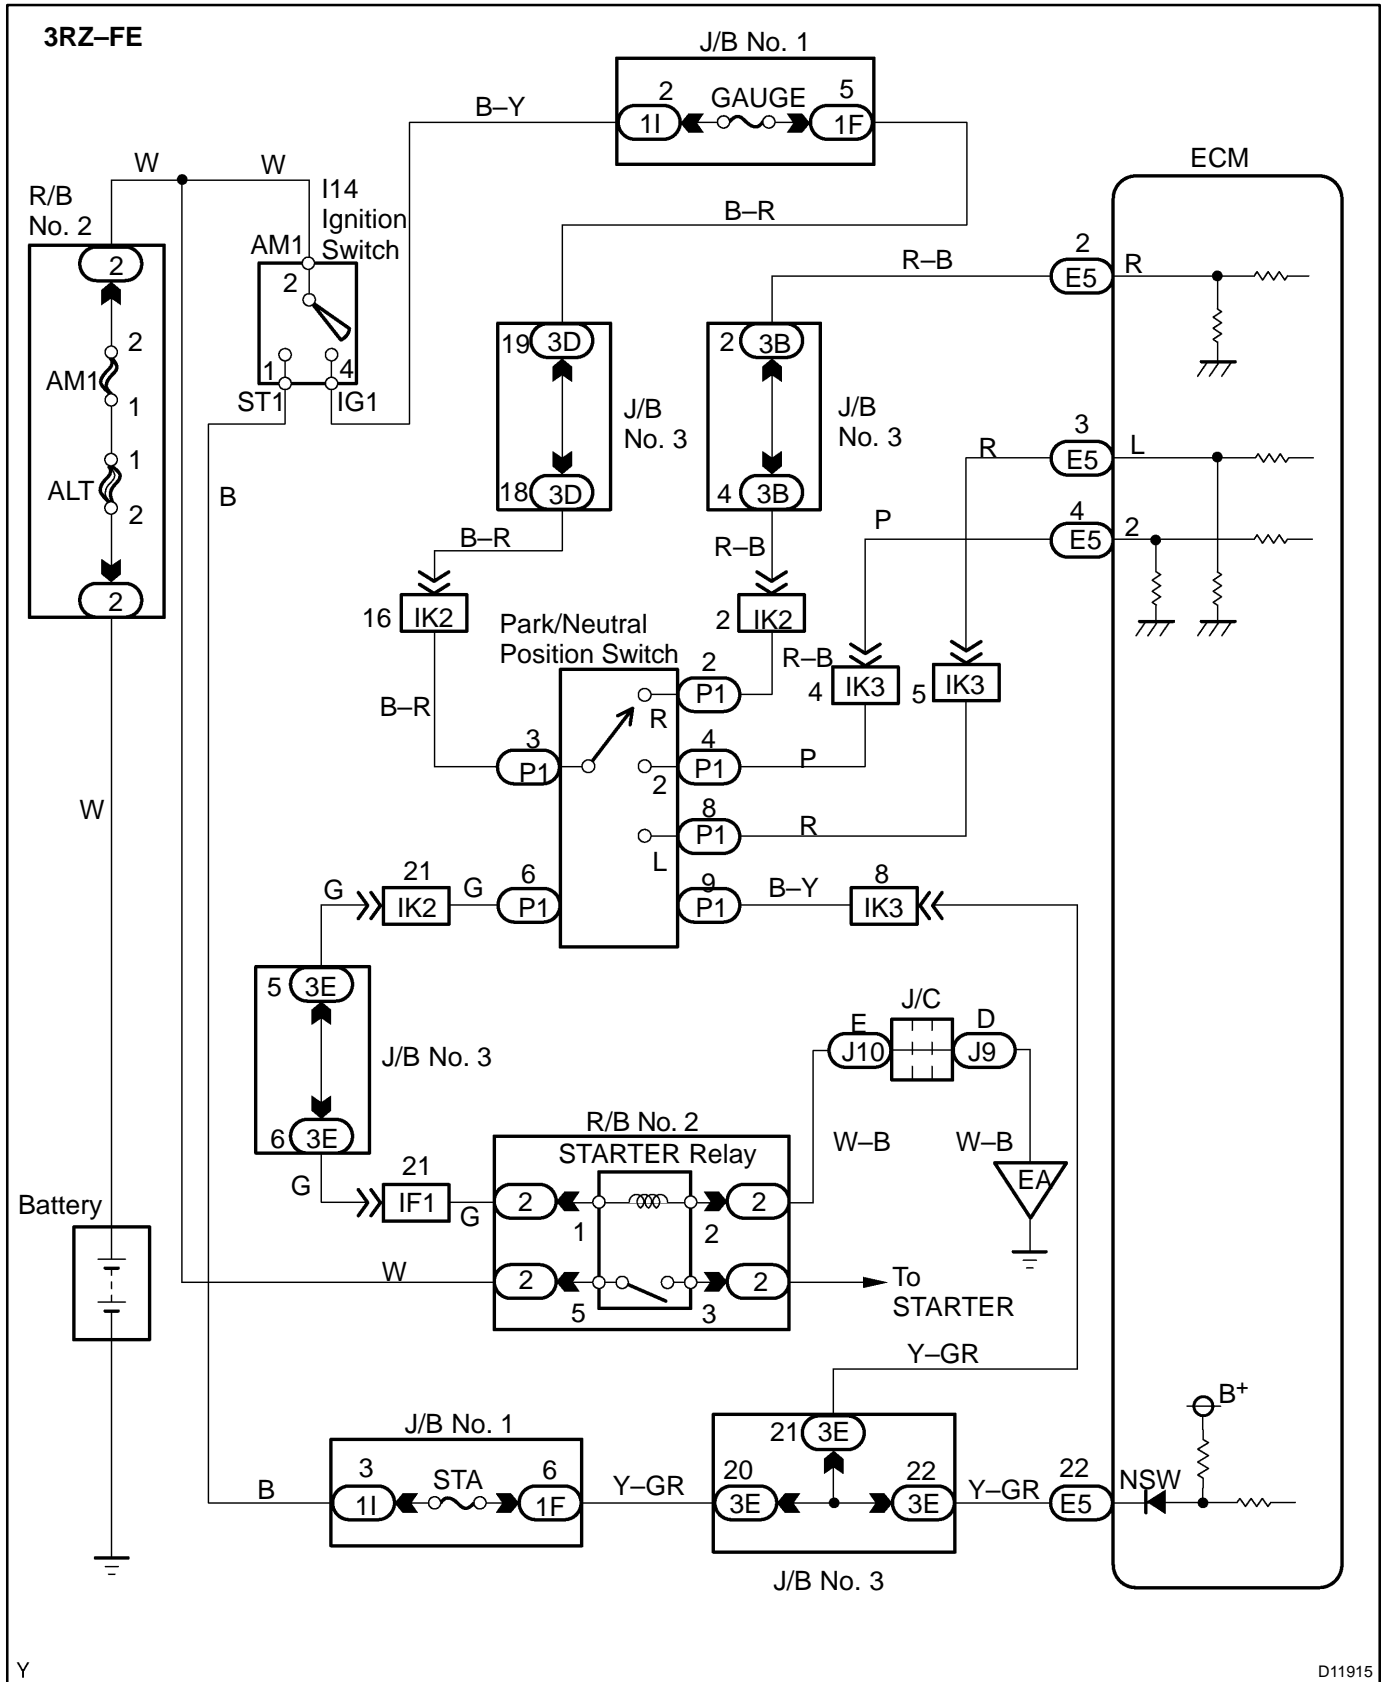 3RZ–FE
J/B No. 1
2
GAUGE
5
1I
1F
B–Y
W
W
R/B
No. 2
I14
Ignition
Switch
AM1
2
2
1
4
ST1
IG1
2
AM1
1
1
ALT
2
2
B–R
ECM
R–B
2
E5
R
19
3D
J/B
No. 3
18
3D
2
3B
J/B
No. 3
4
3B
B
R
3
E5
L
P
4
E5
2
B–R
R–B
16
IK2
2
IK2
Park/Neutral
Position Switch
R–B
4
IK3
5
IK3
B–R
2
P1
R
3
P1
4
P1
2
P
8
P1
L
R
W
21
G
IK2
G
6
P1
9
P1
B–Y
8
IK3
5
3E
J/B No. 3
6
3E
J/C
E
J10
D
J9
W–B
W–B
EA
R/B No. 2
STARTER Relay
G
21
IF1
G
2
1
2
2
Battery
W
2
5
3
2
To
STARTER
Y–GR
B+
J/B No. 1
3
STA
6
B
1I
1F
Y–GR
21
3E
20
3E
22
3E
Y–GR
22
E5
NSW
J/B No. 3
Y
D11915